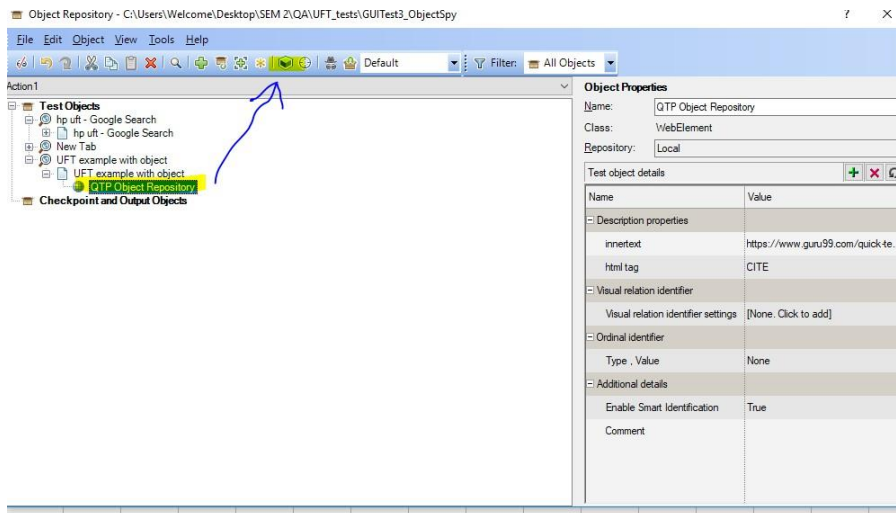 Object Repository - C:\Users\Welcome\Desktop\SEM 2\QA\UFT_tests\GUITest3_ObjectSpy ? X
File Edit Object View Tools Help
Default Filter: All Objects
Action1
Test Objects
hp uft - Google Search
hp uft - Google Search
New Tab
UFT example with object
UFT example with object
QTP Object Repository
Checkpoint and Output Objects
Object Properties
Name: QTP Object Repository
Class: WebElement
Repository: Local
Test object details
Name Value
Description properties
innertext https://www.guru99.com/quick-te...
html tag CITE
Visual relation identifier
Visual relation identifier settings [None. Click to add]
Ordinal identifier
Type , Value None
Additional details
Enable Smart Identification True
Comment